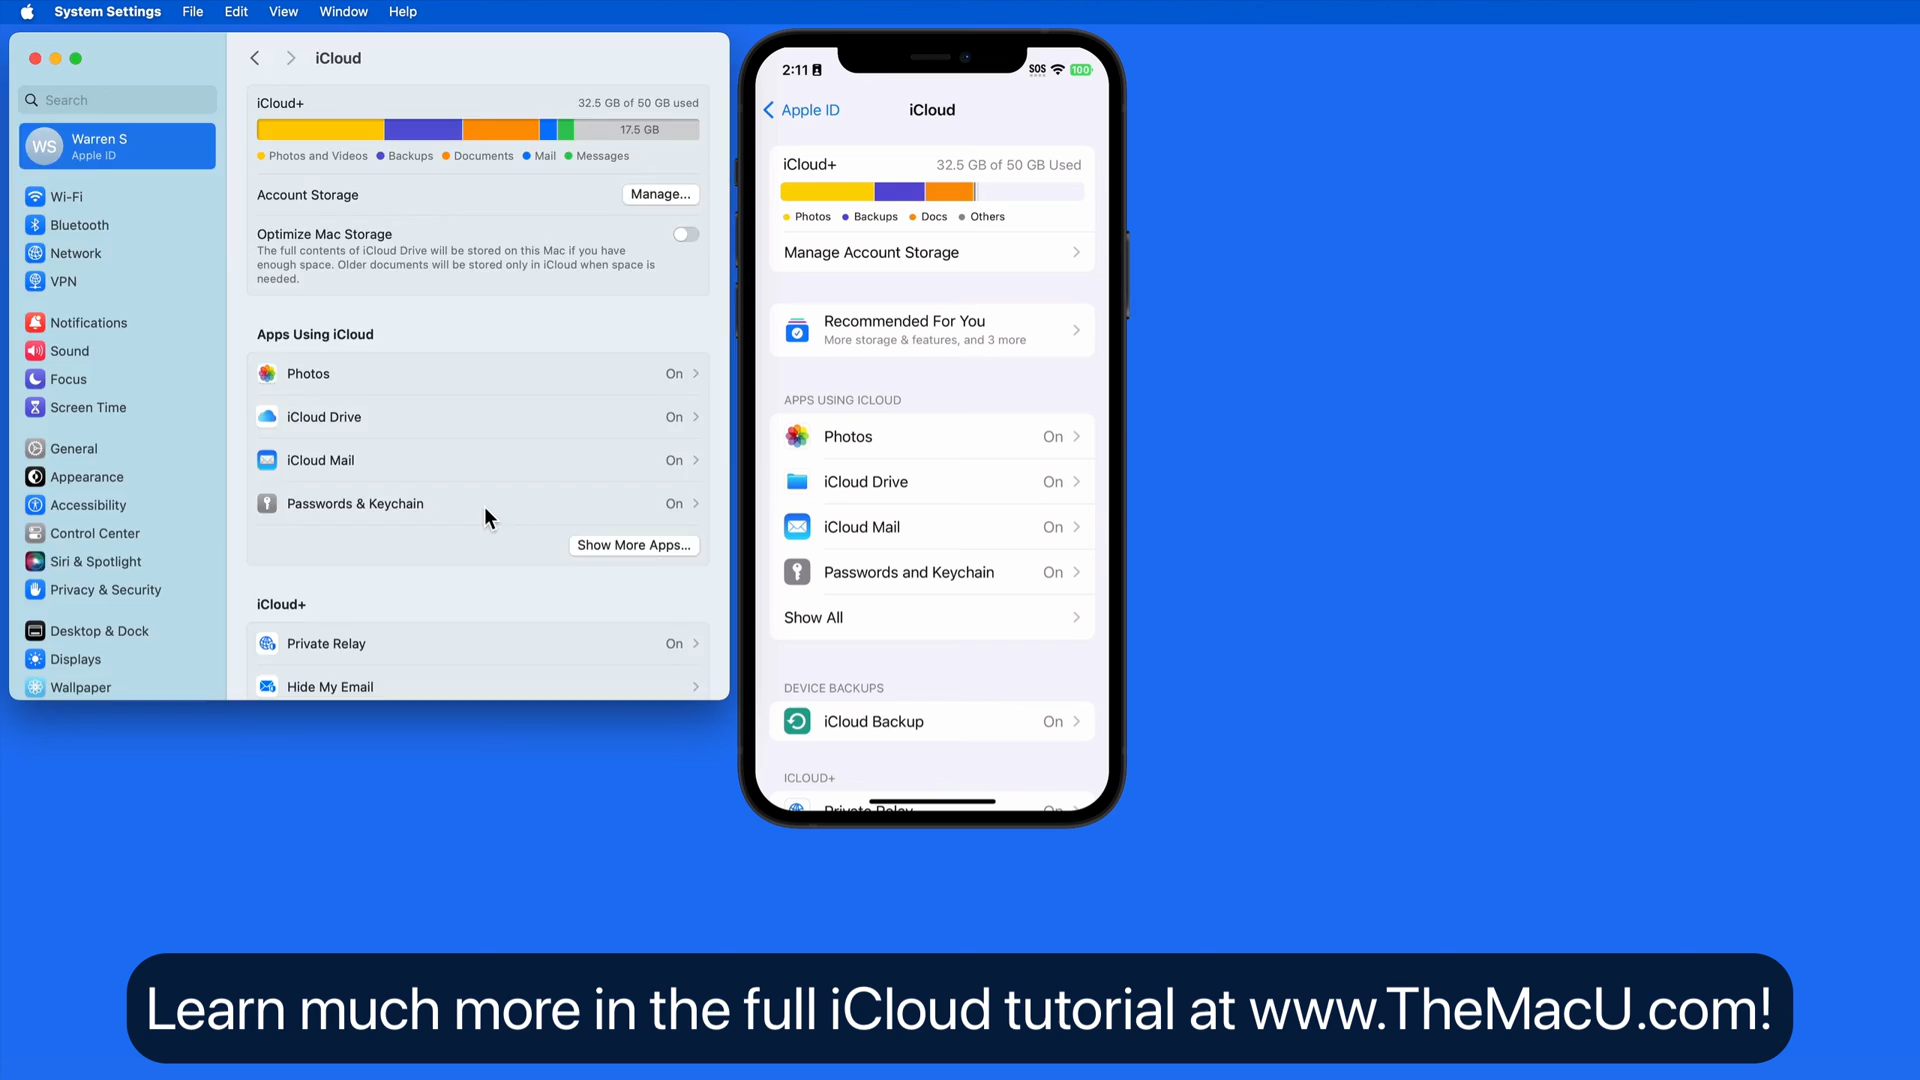 System Settings File Edit View Window Help
iCloud
Search
WS
Warren S
Apple ID
Wi-Fi
Bluetooth
Network
VPN
Notifications
Sound
Focus
Screen Time
General
Appearance
Accessibility
Control Center
Siri & Spotlight
Privacy & Security
Desktop & Dock
Displays
Wallpaper
iCloud+ 32.5 GB of 50 GB used
17.5 GB
Photos and Videos Backups Documents Mail Messages
Account Storage Manage...
Optimize Mac Storage
The full contents of iCloud Drive will be stored on this Mac if you have
enough space. Older documents will be stored only in iCloud when space is
needed.
Apps Using iCloud
Photos On
iCloud Drive On
iCloud Mail On
Passwords & Keychain On
Show More Apps...
iCloud+
Private Relay On
Hide My Email
2:11 SOS 100
Apple ID iCloud
iCloud+ 32.5 GB of 50 GB Used
Photos Backups Docs Others
Manage Account Storage
Recommended For You
More storage & features, and 3 more
APPS USING ICLOUD
Photos On
iCloud Drive On
iCloud Mail On
Passwords and Keychain On
Show All
DEVICE BACKUPS
iCloud Backup On
ICLOUD+
Private Relay On
Learn much more in the full iCloud tutorial at www.TheMacU.com!